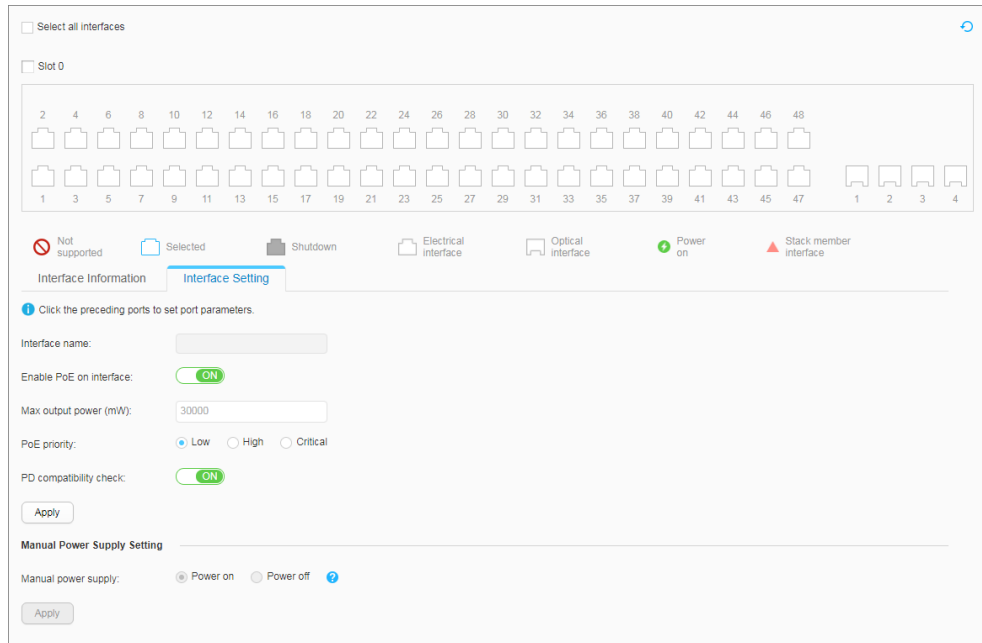 Select all interfaces
Slot 0
2 4 6 8 10 12 14 16 18 20 22 24 26 28 30 32 34 36 38 40 42 44 46 48
1 3 5 7 9 11 13 15 17 19 21 23 25 27 29 31 33 35 37 39 41 43 45 47 1 2 3 4
Not
supported
Selected
Shutdown
Electrical
interface
Optical
interface
Power
on
Stack member
interface
Interface Information Interface Setting
Click the preceding ports to set port parameters.
Interface name:
Enable PoE on interface: ON
Max output power (mW): 30000
PoE priority: Low High Critical
PD compatibility check: ON
Apply
Manual Power Supply Setting
Manual power supply: Power on Power off ?
Apply